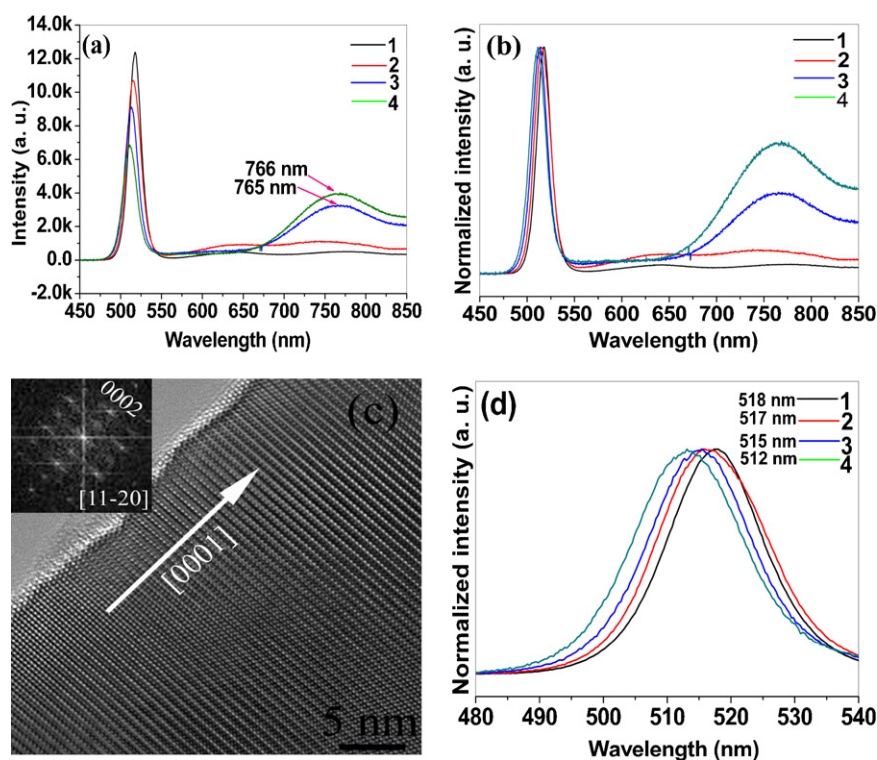 (a)
14.0k
12.0k
10.0k
8.0k
6.0k
4.0k
2.0k
0.0
-2.0k
Intensity (a. u.)
1
2
3
4
766 nm
765 nm
450 500 550 600 650 700 750 800 850
Wavelength (nm)
(b)
Normalized intensity (a. u.)
1
2
3
4
450 500 550 600 650 700 750 800 850
Wavelength (nm)
(c)
0002
[11-20]
[0001]
5 nm
(d)
Normalized intensity (a. u.)
518 nm 1
517 nm 2
515 nm 3
512 nm 4
480 490 500 510 520 530 540
Wavelength (nm)